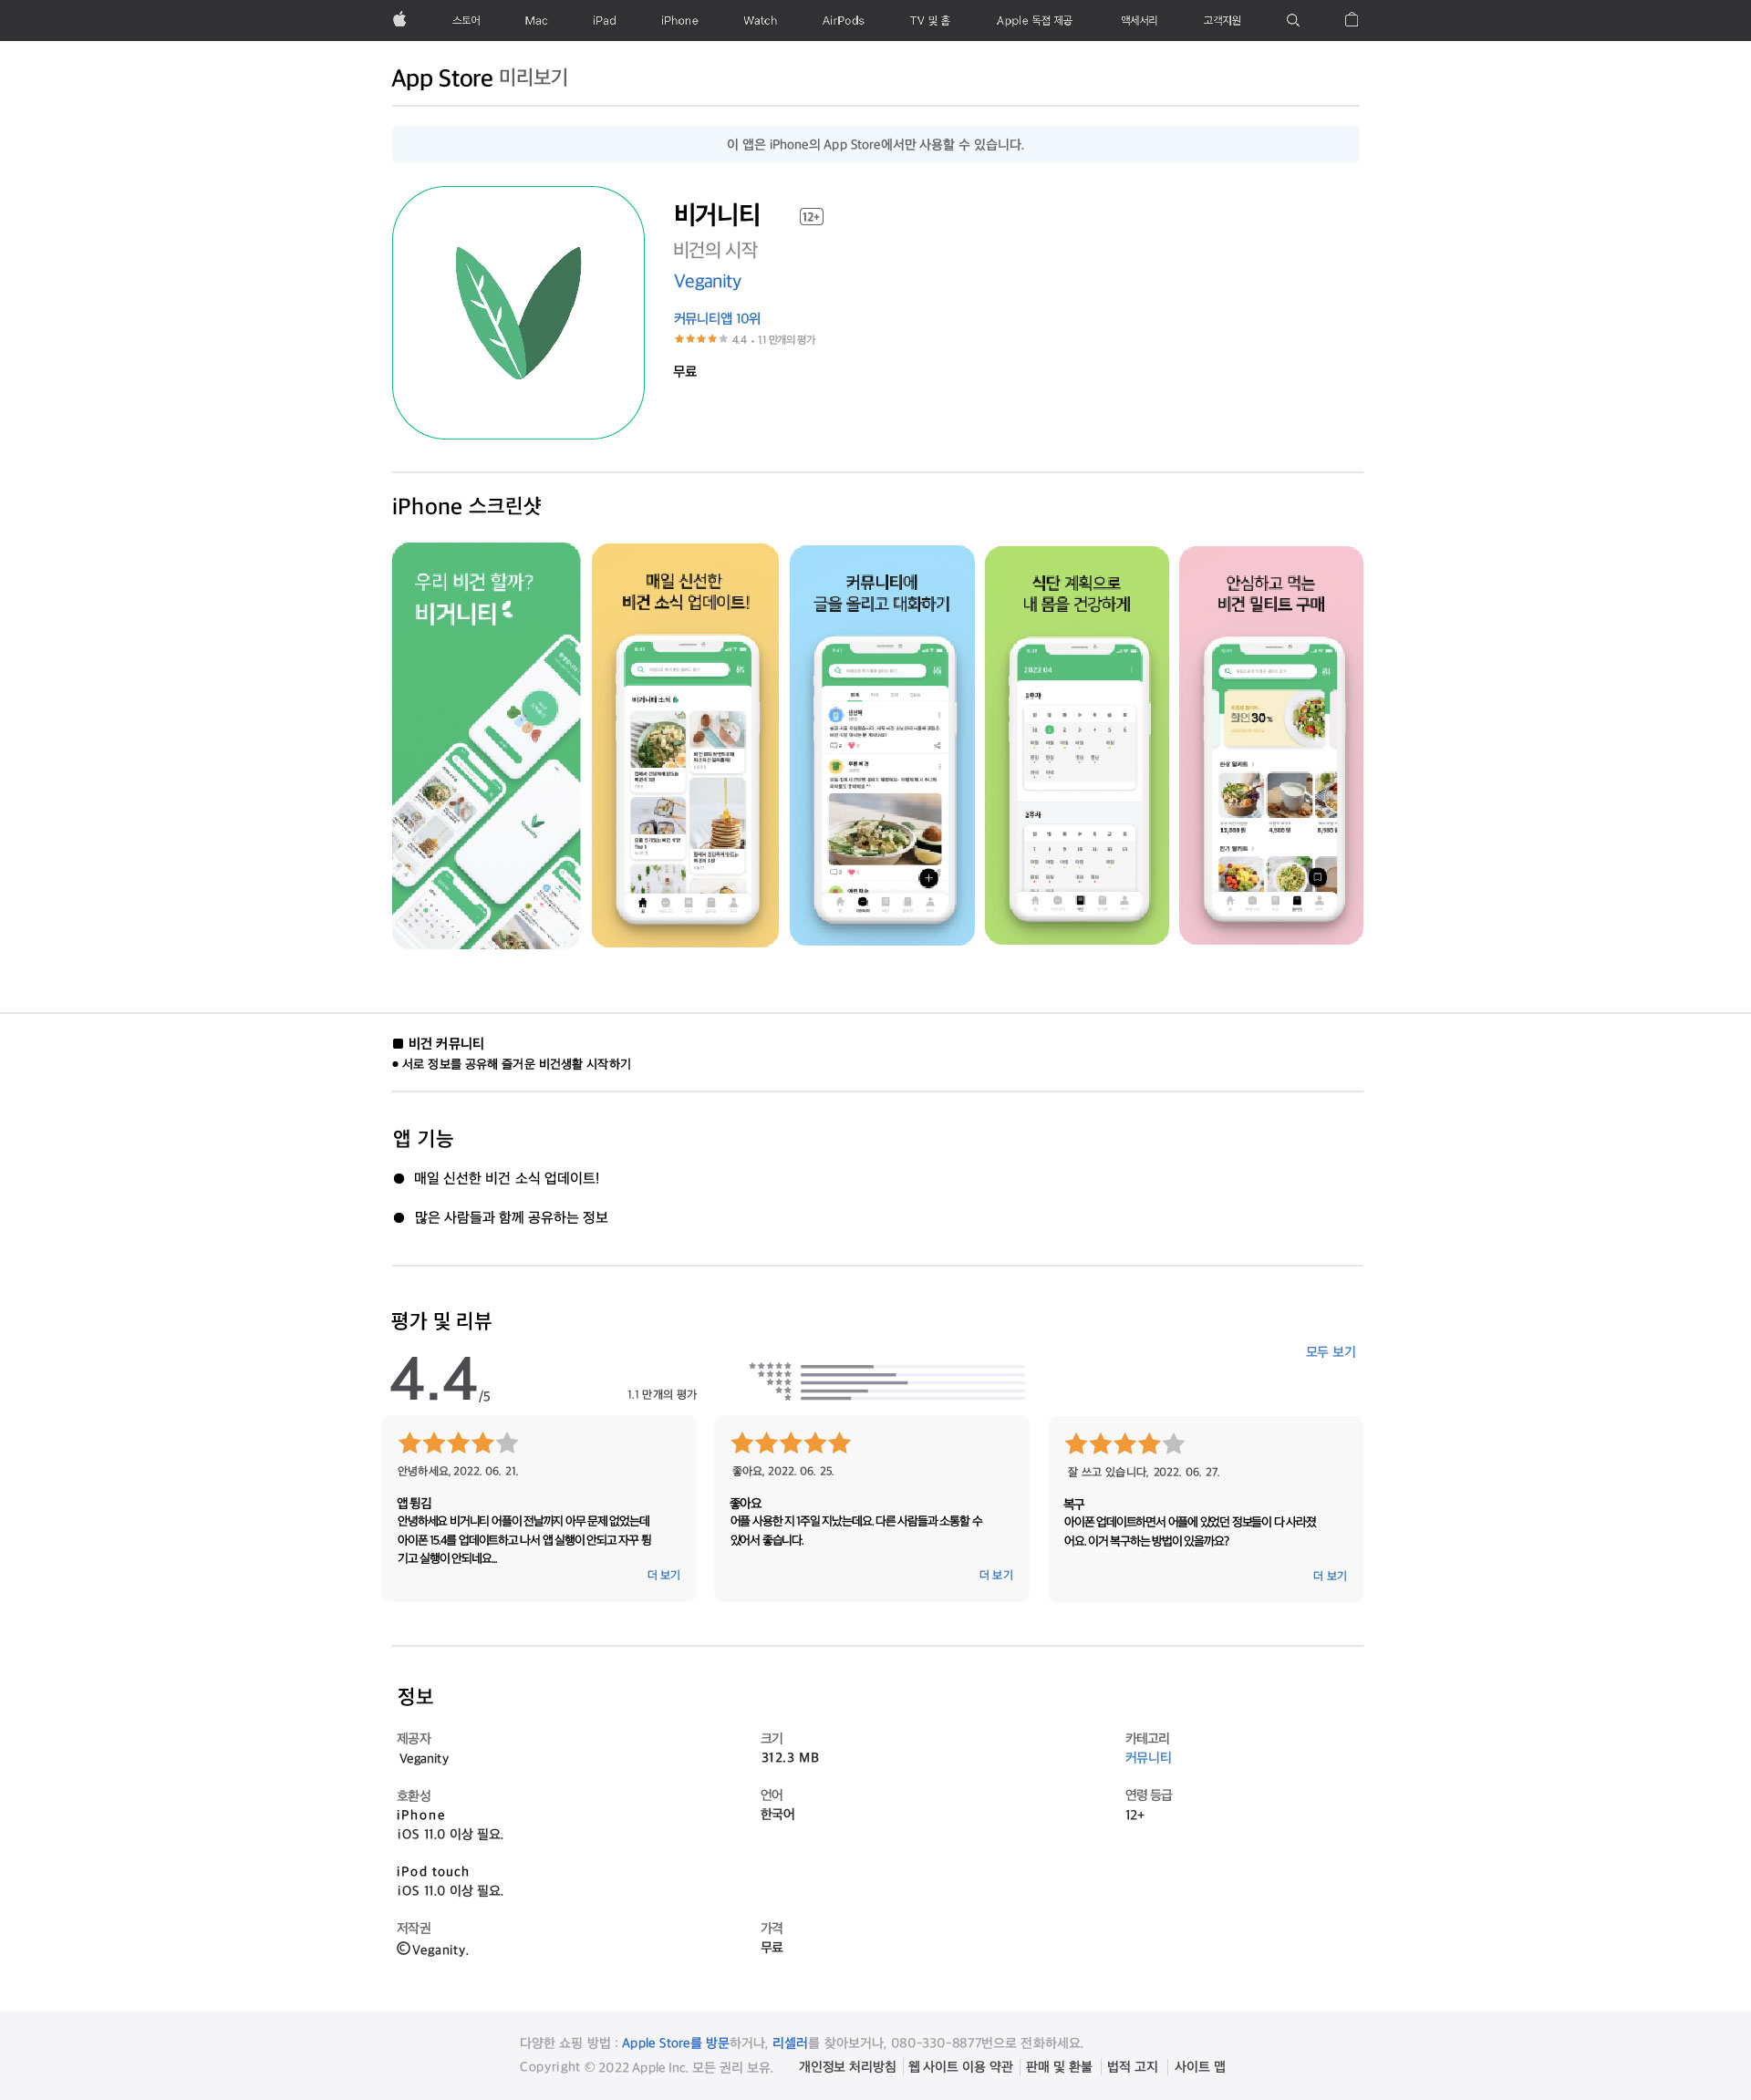 스토어 Mac iPad iPhone Watch AirPods TV 및 홈 Apple 독점 제공 액세서리 고객지원
App Store 미리보기
이 앱은 iPhone의 App Store에서만 사용할 수 있습니다.
비거니티 12+
비건의 시작
Veganity
커뮤니티앱 10위
4.4 • 1.1 만개의 평가
무료
iPhone 스크린샷
우리 비건 할까?
비거니티
매일 신선한
비건 소식 업데이트!
비거니티 소식
커뮤니티에
글을 올리고 대화하기
식단 계획으로
내 몸을 건강하게
2022 04
1주차
2주차
안심하고 먹는
비건 밀티트 구매
할인30%
■ 비건 커뮤니티
● 서로 정보를 공유해 즐거운 비건생활 시작하기
앱 기능
● 매일 신선한 비건 소식 업데이트!
● 많은 사람들과 함께 공유하는 정보
평가 및 리뷰
모두 보기
4.4/5
1.1 만개의 평가
안녕하세요, 2022. 06. 21.
앱 튕김
안녕하세요 비거니티 어플이 전날까지 아무 문제 없었는데
아이폰 15.4를 업데이트하고 나서 앱 실행이 안되고 자꾸 튕
기고 실행이 안되네요...
더 보기
좋아요, 2022. 06. 25.
좋아요
어플 사용한 지 1주일 지났는데요. 다른 사람들과 소통할 수
있어서 좋습니다.
더 보기
잘 쓰고 있습니다, 2022. 06. 27.
복구
아이폰 업데이트하면서 어플에 있었던 정보들이 다 사라졌
어요. 이거 복구하는 방법이 있을까요?
더 보기
정보
제공자
Veganity
크기
312.3 MB
카테고리
커뮤니티
호환성
iPhone
iOS 11.0 이상 필요.
언어
한국어
연령 등급
12+
iPod touch
iOS 11.0 이상 필요.
저작권
©Veganity.
가격
무료
다양한 쇼핑 방법 : Apple Store를 방문하거나, 리셀러를 찾아보거나, 080-330-8877번으로 전화하세요.
Copyright © 2022 Apple Inc. 모든 권리 보유. 개인정보 처리방침 웹 사이트 이용 약관 판매 및 환불 법적 고지 사이트 맵